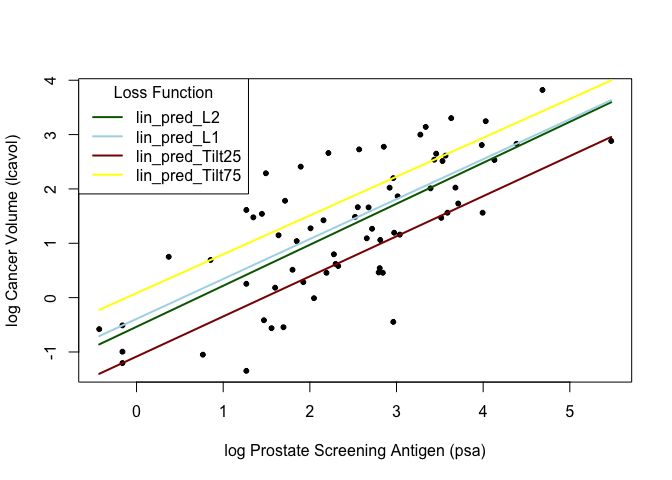 Loss Function
lin_pred_L2
lin_pred_L1
lin_pred_Tilt25
lin_pred_Tilt75
log Cancer Volume (lcavol)
4
3
2
1
0
-1
0 1 2 3 4 5
log Prostate Screening Antigen (psa)